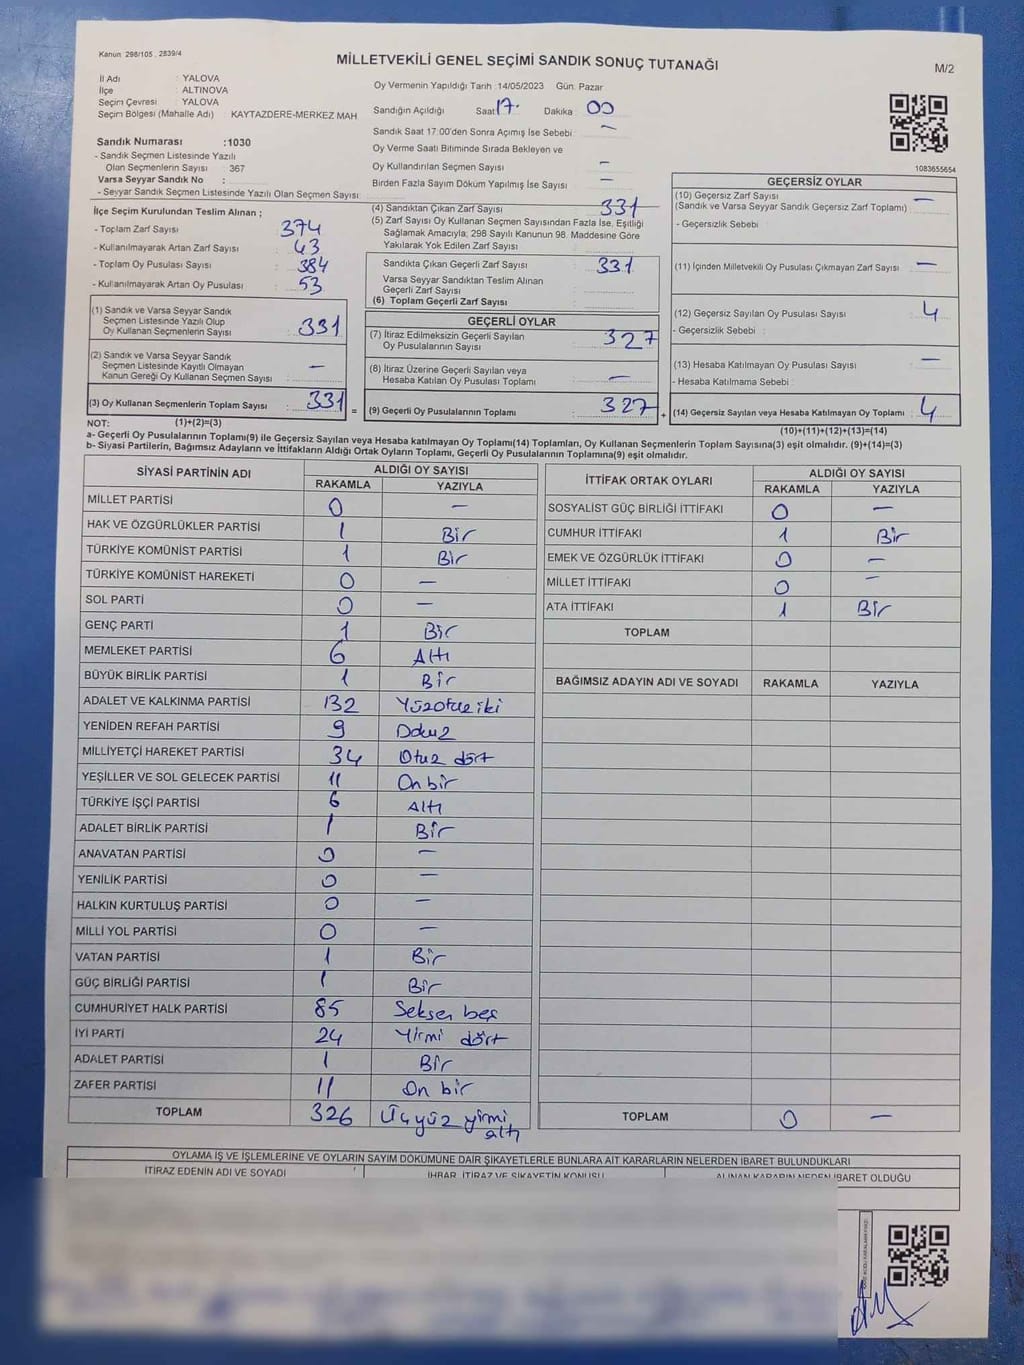 Kanun 298/105 , 2839/4
MİLLETVEKİLİ GENEL SEÇİMİ SANDIK SONUÇ TUTANAĞI
M/2
İl Adı : YALOVA
İlçe : ALTINOVA
Seçim Çevresi : YALOVA
Seçim Bölgesi (Mahalle Adı) : KAYTAZDERE-MERKEZ MAH
Sandık Numarası :1030
- Sandık Seçmen Listesinde Yazılı
Olan Seçmenlerin Sayısı : 367
Varsa Seyyar Sandık No :
- Seyyar Sandık Seçmen Listesinde Yazılı Olan Seçmen Sayısı:
Oy Vermenin Yapıldığı Tarih :14/05/2023 Gün: Pazar
Sandığın Açıldığı Saat 17. Dakika 00
Sandık Saat 17:00'den Sonra Açımış İse Sebebi : —
Oy Verme Saati Bitiminde Sırada Bekleyen ve
Oy Kullandırılan Seçmen Sayısı : —
Birden Fazla Sayım Döküm Yapılmış İse Sayısı : —
1083655654
İlçe Seçim Kurulundan Teslim Alınan ;
- Toplam Zarf Sayısı : 374
- Kullanılmayarak Artan Zarf Sayısı : 43
- Toplam Oy Pusulası Sayısı : 384
- Kullanılmayarak Artan Oy Pusulası : 53
(1) Sandık ve Varsa Seyyar Sandık
Seçmen Listesinde Yazılı Olup
Oy Kullanan Seçmenlerin Sayısı : 331
(2) Sandık ve Varsa Seyyar Sandık
Seçmen Listesinde Kayıtlı Olmayan
Kanun Gereği Oy Kullanan Seçmen Sayısı : —
(3) Oy Kullanan Seçmenlerin Toplam Sayısı : 331
(4) Sandıktan Çıkan Zarf Sayısı : 331
(5) Zarf Sayısı Oy Kullanan Seçmen Sayısından Fazla İse, Eşitliği
Sağlamak Amacıyla; 298 Sayılı Kanunun 98. Maddesine Göre
Yakılarak Yok Edilen Zarf Sayısı :
Sandıkta Çıkan Geçerli Zarf Sayısı : 331
Varsa Seyyar Sandıktan Teslim Alınan
Geçerli Zarf Sayısı :
(6) Toplam Geçerli Zarf Sayısı :
GEÇERLİ OYLAR
(7) İtiraz Edilmeksizin Geçerli Sayılan
Oy Pusulalarının Sayısı : 327
(8) İtiraz Üzerine Geçerli Sayılan veya
Hesaba Katılan Oy Pusulası Toplamı : —
= (9) Geçerli Oy Pusulalarının Toplamı : 327 +
GEÇERSİZ OYLAR
(10) Geçersiz Zarf Sayısı : —
(Sandık ve Varsa Seyyar Sandık Geçersiz Zarf Toplamı)
- Geçersizlik Sebebi :
(11) İçinden Milletvekili Oy Pusulası Çıkmayan Zarf Sayısı : —
(12) Geçersiz Sayılan Oy Pusulası Sayısı : 4
- Geçersizlik Sebebi :
(13) Hesaba Katılmayan Oy Pusulası Sayısı : —
- Hesaba Katılmama Sebebi :
(14) Geçersiz Sayılan veya Hesaba Katılmayan Oy Toplamı : 4
NOT: (1)+(2)=(3) (10)+(11)+(12)+(13)=(14)
a- Geçerli Oy Pusulalarının Toplamı(9) ile Geçersiz Sayılan veya Hesaba katılmayan Oy Toplamı(14) Toplamları, Oy Kullanan Seçmenlerin Toplam Sayısına(3) eşit olmalıdır. (9)+(14)=(3)
b- Siyasi Partilerin, Bağımsız Adayların ve İttifakların Aldığı Ortak Oyların Toplamı, Geçerli Oy Pusulalarının Toplamına(9) eşit olmalıdır.
SİYASİ PARTİNİN ADI ALDIĞI OY SAYISI
RAKAMLA YAZIYLA
MİLLET PARTİSİ 0 —
HAK VE ÖZGÜRLÜKLER PARTİSİ 1 Bir
TÜRKİYE KOMÜNİST PARTİSİ 1 Bir
TÜRKİYE KOMÜNİST HAREKETİ 0 —
SOL PARTİ 0 —
GENÇ PARTİ 1 Bir
MEMLEKET PARTİSİ 6 Altı
BÜYÜK BİRLİK PARTİSİ 1 Bir
ADALET VE KALKINMA PARTİSİ 132 Yüzotuz iki
YENİDEN REFAH PARTİSİ 9 Dokuz
MİLLİYETÇİ HAREKET PARTİSİ 34 Otuz dört
YEŞİLLER VE SOL GELECEK PARTİSİ 11 On bir
TÜRKİYE İŞÇİ PARTİSİ 6 Altı
ADALET BİRLİK PARTİSİ 1 Bir
ANAVATAN PARTİSİ 0 —
YENİLİK PARTİSİ 0 —
HALKIN KURTULUŞ PARTİSİ 0 —
MİLLİ YOL PARTİSİ 0 —
VATAN PARTİSİ 1 Bir
GÜÇ BİRLİĞİ PARTİSİ 1 Bir
CUMHURİYET HALK PARTİSİ 85 Seksen beş
İYİ PARTİ 24 Yirmi dört
ADALET PARTİSİ 1 Bir
ZAFER PARTİSİ 11 On bir
TOPLAM 326 Üçyüz yirmi
altı
İTTİFAK ORTAK OYLARI ALDIĞI OY SAYISI
RAKAMLA YAZIYLA
SOSYALİST GÜÇ BİRLİĞİ İTTİFAKI 0 —
CUMHUR İTTİFAKI 1 Bir
EMEK VE ÖZGÜRLÜK İTTİFAKI 0 —
MİLLET İTTİFAKI 0 —
ATA İTTİFAKI 1 Bir
TOPLAM
BAĞIMSIZ ADAYIN ADI VE SOYADI RAKAMLA YAZIYLA
TOPLAM 0 —
OYLAMA İŞ VE İŞLEMLERİNE VE OYLARIN SAYIM DÖKÜMÜNE DAİR ŞİKAYETLERLE BUNLARA AİT KARARLARIN NELERDEN İBARET BULUNDUKLARI
İTİRAZ EDENİN ADI VE SOYADI İHBAR, İTİRAZ VE ŞİKAYETİN KONUSU ALINAN KARARIN NEDEN İBARET OLDUĞU